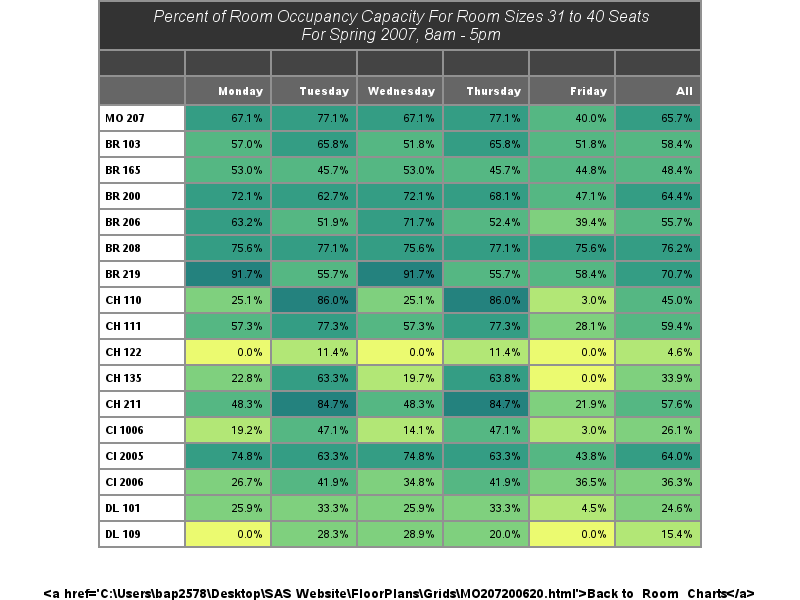 Percent of Room Occupancy Capacity For Room Sizes 31 to 40 Seats
For Spring 2007, 8am - 5pm
Monday Tuesday Wednesday Thursday Friday All
MO 207 67.1% 77.1% 67.1% 77.1% 40.0% 65.7%
BR 103 57.0% 65.8% 51.8% 65.8% 51.8% 58.4%
BR 165 53.0% 45.7% 53.0% 45.7% 44.8% 48.4%
BR 200 72.1% 62.7% 72.1% 68.1% 47.1% 64.4%
BR 206 63.2% 51.9% 71.7% 52.4% 39.4% 55.7%
BR 208 75.6% 77.1% 75.6% 77.1% 75.6% 76.2%
BR 219 91.7% 55.7% 91.7% 55.7% 58.4% 70.7%
CH 110 25.1% 86.0% 25.1% 86.0% 3.0% 45.0%
CH 111 57.3% 77.3% 57.3% 77.3% 28.1% 59.4%
CH 122 0.0% 11.4% 0.0% 11.4% 0.0% 4.6%
CH 135 22.8% 63.3% 19.7% 63.8% 0.0% 33.9%
CH 211 48.3% 84.7% 48.3% 84.7% 21.9% 57.6%
CI 1006 19.2% 47.1% 14.1% 47.1% 3.0% 26.1%
CI 2005 74.8% 63.3% 74.8% 63.3% 43.8% 64.0%
CI 2006 26.7% 41.9% 34.8% 41.9% 36.5% 36.3%
DL 101 25.9% 33.3% 25.9% 33.3% 4.5% 24.6%
DL 109 0.0% 28.3% 28.9% 20.0% 0.0% 15.4%
<a href='C:\Users\bap2578\Desktop\SAS Website\FloorPlans\Grids\MO207200620.html'>Back to Room Charts</a>